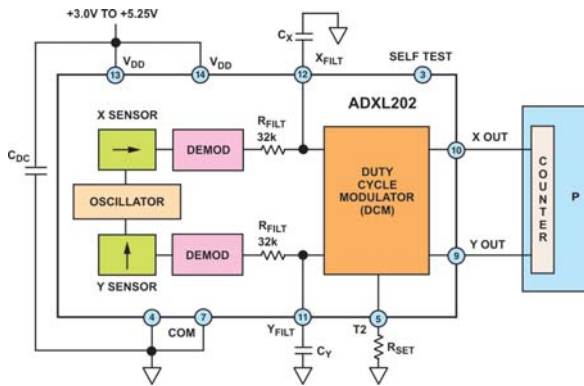 +3.0V TO +5.25V
CX
XFILT
SELF TEST
VDD
VDD
13
14
12
3
X SENSOR
DEMOD
RFILT
32k
ADXL202
CDC
OSCILLATOR
DUTY
CYCLE
MODULATOR
(DCM)
10
X OUT
COUNTER
P
RFILT
32k
DEMOD
Y SENSOR
9
Y OUT
4
COM
7
YFILT
11
T2
5
CY
RSET